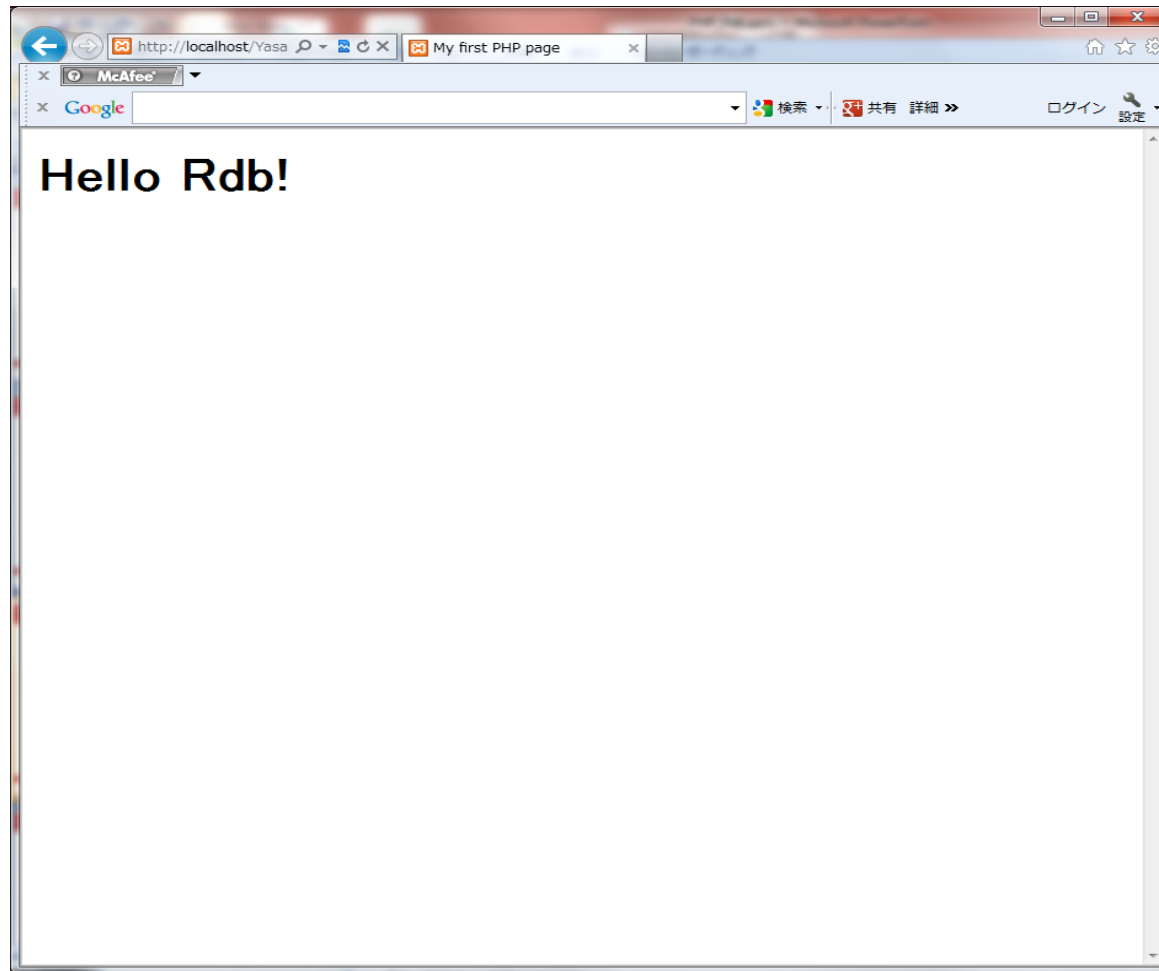 http://localhost/Yasa
My first PHP page
McAfee
Google
検索
共有
詳細
ログイン
設定
Hello Rdb!